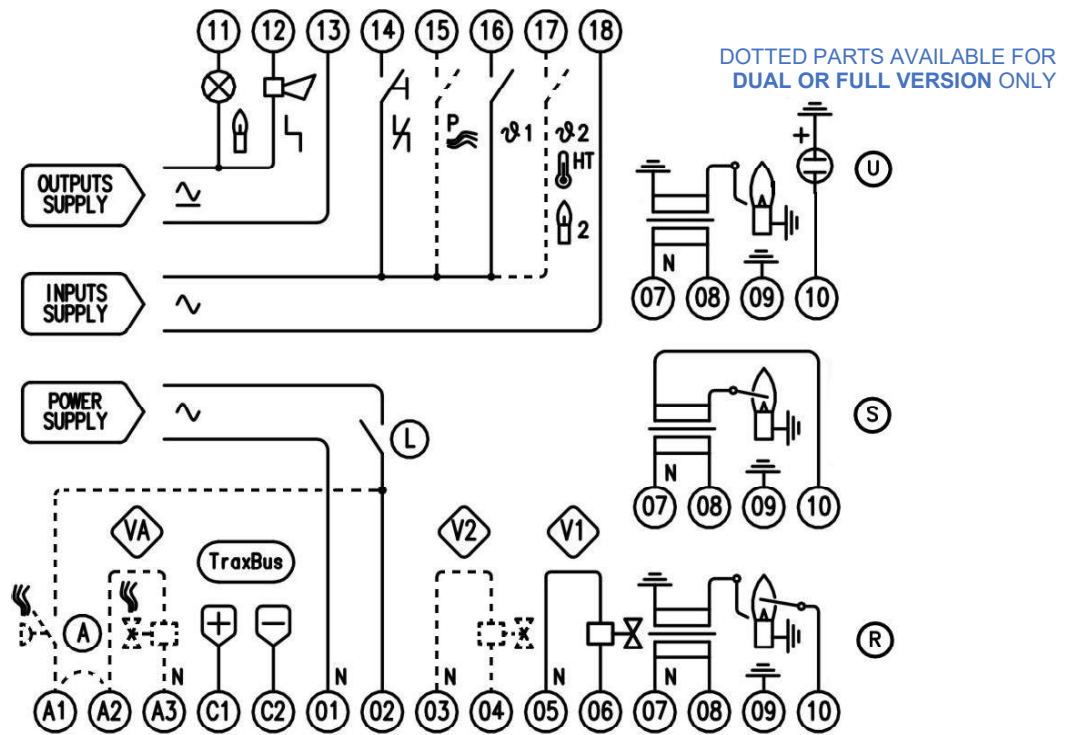 11 12 13 14 15 16 17 18
DOTTED PARTS AVAILABLE FOR
DUAL OR FULL VERSION ONLY
P
ϑ1
ϑ2
HT
2
OUTPUTS
SUPPLY
INPUTS
SUPPLY
POWER
SUPPLY
L
+
U
N
07 08 09 10
S
N
07 08 09 10
VA
TraxBus
V2
V1
A
+ −
R
N N N N N
A1 A2 A3 C1 C2 01 02 03 04 05 06 07 08 09 10